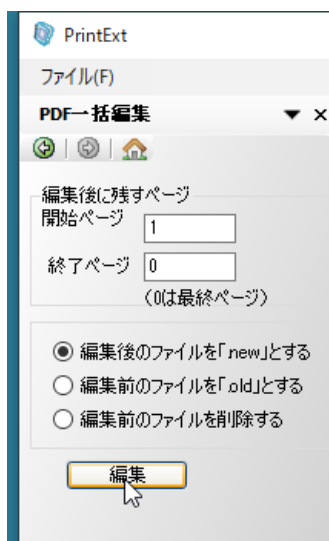 PrintExt
ファイル(F)
PDF一括編集
編集後に残すページ
開始ページ 1
終了ページ 0
(0は最終ページ)
編集後のファイルを「.new」とする
編集前のファイルを「.old」とする
編集前のファイルを削除する
編集